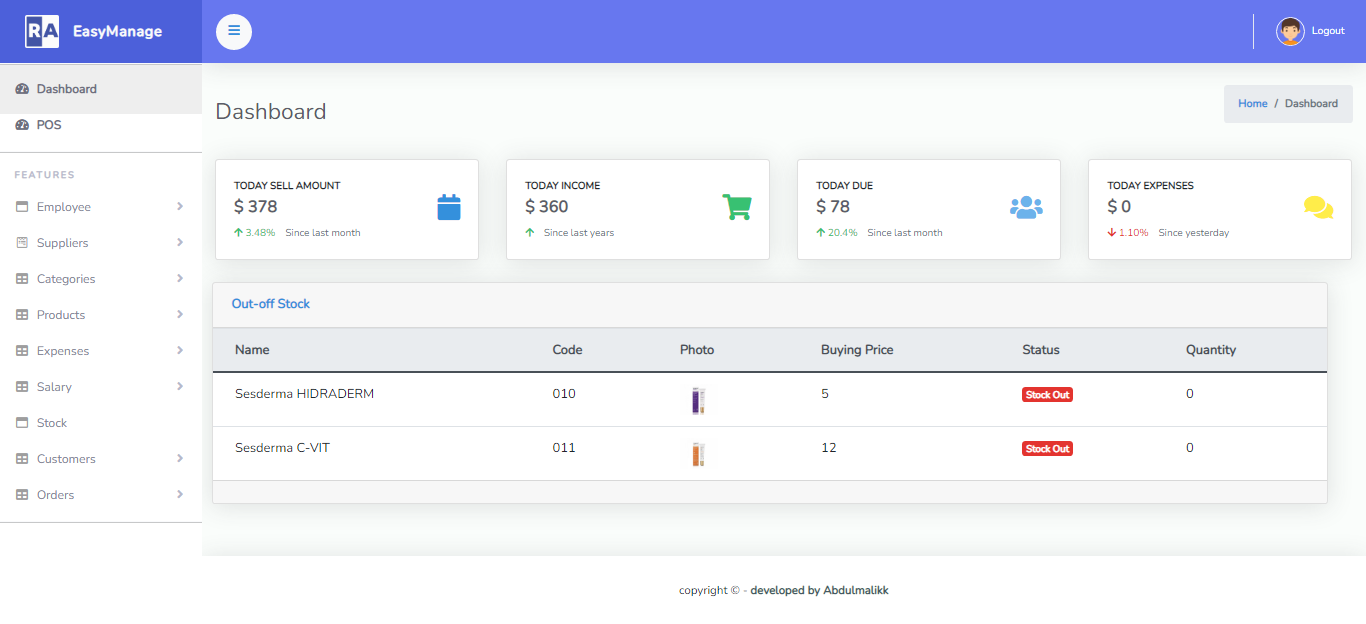 RA EasyManage
Logout
Dashboard
POS
FEATURES
Employee
Suppliers
Categories
Products
Expenses
Salary
Stock
Customers
Orders
Dashboard
Home / Dashboard
TODAY SELL AMOUNT
$ 378
3.48% Since last month
TODAY INCOME
$ 360
Since last years
TODAY DUE
$ 78
20.4% Since last month
TODAY EXPENSES
$ 0
1.10% Since yesterday
Out-off Stock
Name Code Photo Buying Price Status Quantity
Sesderma HIDRADERM 010 5 Stock Out 0
Sesderma C-VIT 011 12 Stock Out 0
copyright © - developed by Abdulmalikk